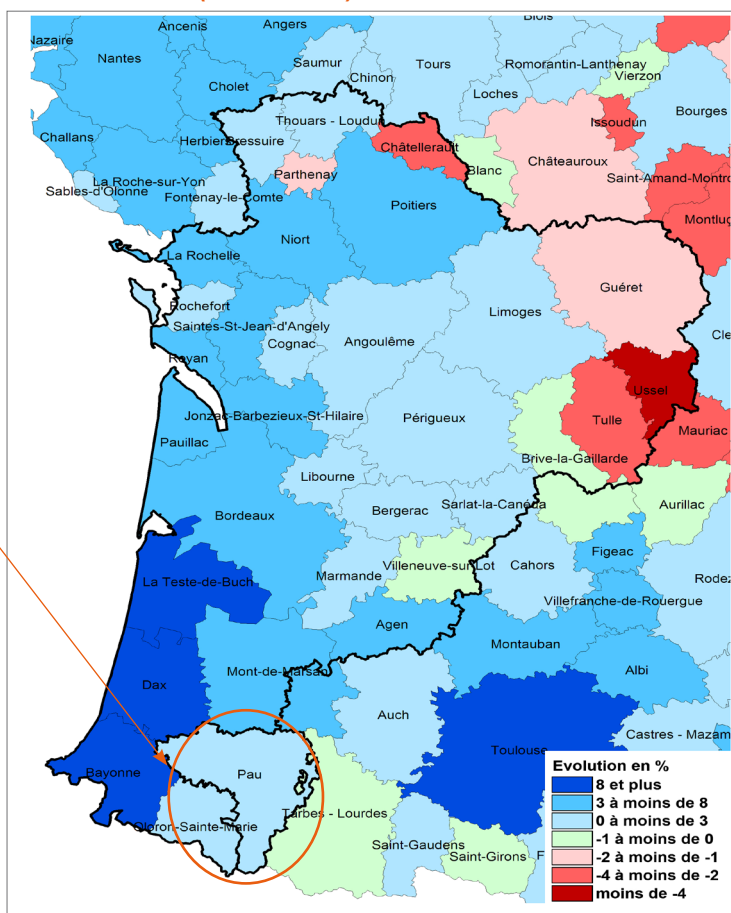 Ancenis
Angers
Blois
Nazaire
Nantes
Cholet
Saumur
Chinon
Tours
Romorantin-Lanthenay
Vierzon
Loches
Bourges
Challans
Herbiers
Bressuire
Thouars - Loudun
Châtellerault
Issoudun
Blanc
Châteauroux
Saint-Amand-Montro
La Roche-sur-Yon
Sables-d'Olonne
Fontenay-le-Comte
Parthenay
Poitiers
Montluç
La Rochelle
Niort
Guéret
Rochefort
Limoges
Saintes-St-Jean-d'Angely
Cognac
Angoulême
Cle
Royan
Ussel
Jonzac-Barbezieux-St-Hilaire
Périgueux
Tulle
Mauriac
Pauillac
Brive-la-Gaillarde
Libourne
Bordeaux
Bergerac
Sarlat-la-Canéda
Aurillac
Figeac
La Teste-de-Buch
Marmande
Villeneuve-sur-Lot
Cahors
Rodez
Villefranche-de-Rouergue
Agen
Montauban
Dax
Mont-de-Marsan
Albi
Auch
Toulouse
Castres - Mazam
Bayonne
Pau
Oloron-Sainte-Marie
Tarbes - Lourdes
Saint-Gaudens
Saint-Girons
F
Evolution en %
8 et plus
3 à moins de 8
0 à moins de 3
-1 à moins de 0
-2 à moins de -1
-4 à moins de -2
moins de -4